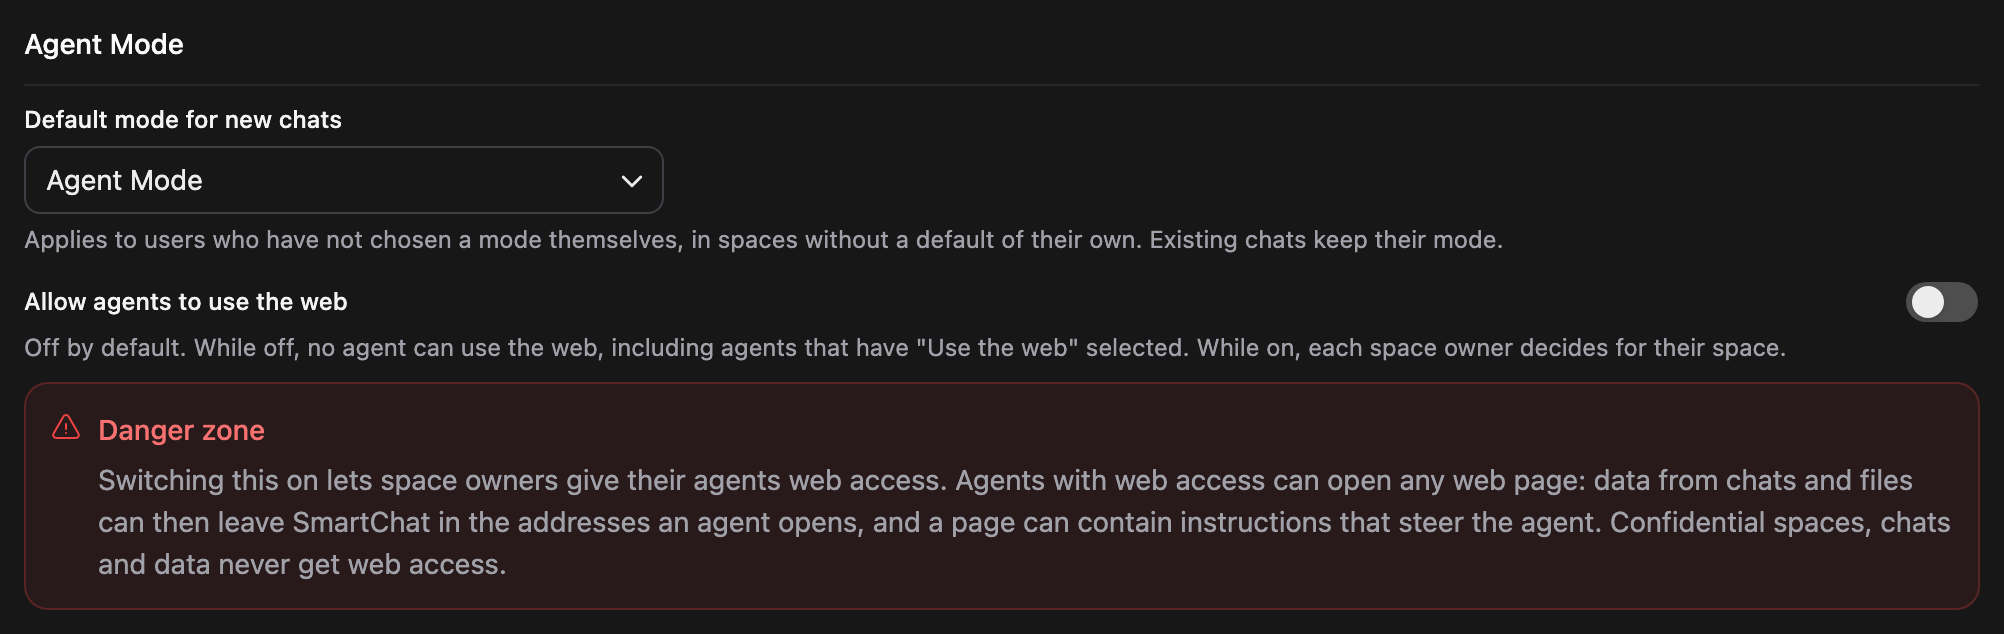 Agent Mode
Default mode for new chats
Agent Mode
Applies to users who have not chosen a mode themselves, in spaces without a default of their own. Existing chats keep their mode.
Allow agents to use the web
Off by default. While off, no agent can use the web, including agents that have "Use the web" selected. While on, each space owner decides for their space.
Danger zone
Switching this on lets space owners give their agents web access. Agents with web access can open any web page: data from chats and files
can then leave SmartChat in the addresses an agent opens, and a page can contain instructions that steer the agent. Confidential spaces, chats
and data never get web access.